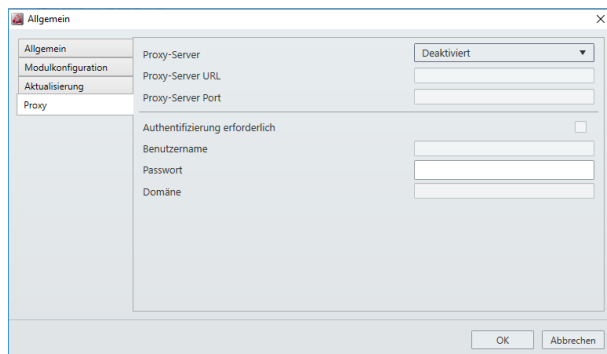 Allgemein
Allgemein
Modulkonfiguration
Aktualisierung
Proxy
Proxy-Server
Deaktiviert
Proxy-Server URL
Proxy-Server Port
Authentifizierung erforderlich
Benutzername
Passwort
Domäne
OK
Abbrechen